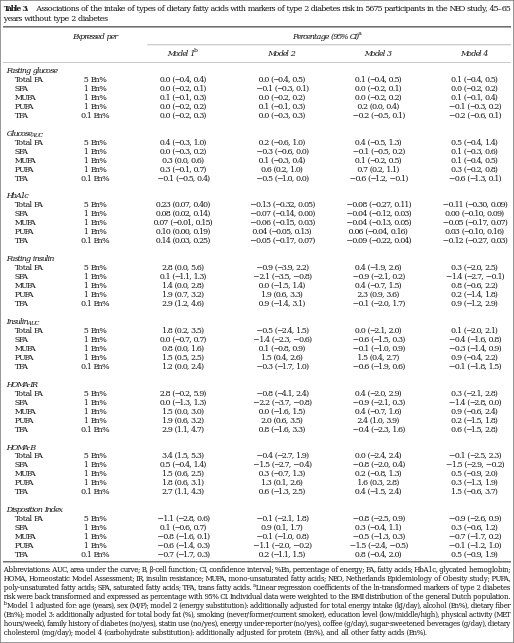 Table 3. Associations of the intake of types of dietary fatty acids with markers of type 2 diabetes risk in 5675 participants in the NEO study, 45–65
years without type 2 diabetes
Expressed per Percentage (95% CI)a
Model 1b Model 2 Model 3 Model 4
Fasting glucose
Total FA 5 En% 0.0 (−0.4, 0.4) 0.0 (−0.4, 0.5) 0.1 (−0.4, 0.5) 0.1 (−0.4, 0.5)
SFA 1 En% 0.0 (−0.2, 0.1) −0.1 (−0.3, 0.1) 0.0 (−0.2, 0.1) 0.0 (−0.2, 0.2)
MUFA 1 En% 0.1 (−0.1, 0.3) 0.0 (−0.2, 0.2) 0.0 (−0.2, 0.2) 0.1 (−0.1, 0.4)
PUFA 1 En% 0.0 (−0.2, 0.2) 0.1 (−0.1, 0.3) 0.2 (0.0, 0.4) −0.1 (−0.3, 0.2)
TFA 0.1 En% 0.0 (−0.2, 0.3) 0.0 (−0.3, 0.3) −0.2 (−0.5, 0.1) −0.2 (−0.6, 0.1)
GlucoseAUC
Total FA 5 En% 0.4 (−0.3, 1.0) 0.2 (−0.6, 1.0) 0.4 (−0.5, 1.3) 0.5 (−0.4, 1.4)
SFA 1 En% 0.0 (−0.3, 0.2) −0.3 (−0.6, 0.0) −0.1 (−0.5, 0.2) 0.1 (−0.3, 0.6)
MUFA 1 En% 0.3 (0.0, 0.6) 0.1 (−0.3, 0.4) 0.1 (−0.2, 0.5) 0.1 (−0.4, 0.5)
PUFA 1 En% 0.3 (−0.1, 0.7) 0.6 (0.2, 1.0) 0.7 (0.2, 1.1) 0.3 (−0.2, 0.8)
TFA 0.1 En% −0.1 (−0.5, 0.4) −0.5 (−1.0, 0.0) −0.6 (−1.2, −0.1) −0.6 (−1.3, 0.1)
HbA1c
Total FA 5 En% 0.23 (0.07, 0.40) −0.13 (−0.32, 0.05) −0.08 (−0.27, 0.11) −0.11 (−0.30, 0.09)
SFA 1 En% 0.08 (0.02, 0.14) −0.07 (−0.14, 0.00) −0.04 (−0.12, 0.03) 0.00 (−0.10, 0.09)
MUFA 1 En% 0.07 (−0.01, 0.15) −0.06 (−0.15, 0.03) −0.04 (−0.13, 0.05) −0.05 (−0.17, 0.07)
PUFA 1 En% 0.10 (0.00, 0.19) 0.04 (−0.05, 0.13) 0.06 (−0.04, 0.16) 0.03 (−0.10, 0.16)
TFA 0.1 En% 0.14 (0.03, 0.25) −0.05 (−0.17, 0.07) −0.09 (−0.22, 0.04) −0.12 (−0.27, 0.03)
Fasting insulin
Total FA 5 En% 2.8 (0.0, 5.6) −0.9 (−3.9, 2.2) 0.4 (−1.9, 2.6) 0.3 (−2.0, 2.5)
SFA 1 En% 0.1 (−1.1, 1.3) −2.1 (−3.5, −0.8) −0.9 (−2.1, 0.2) −1.4 (−2.7, −0.1)
MUFA 1 En% 1.4 (0.0, 2.8) 0.0 (−1.5, 1.4) 0.4 (−0.7, 1.5) 0.8 (−0.6, 2.2)
PUFA 1 En% 1.9 (0.7, 3.2) 1.9 (0.6, 3.3) 2.3 (0.9, 3.6) 0.2 (−1.4, 1.8)
TFA 0.1 En% 2.9 (1.2, 4.6) 0.9 (−1.4, 3.1) −0.1 (−2.0, 1.7) 0.9 (−1.2, 2.9)
InsulinAUC
Total FA 5 En% 1.8 (0.2, 3.5) −0.5 (−2.4, 1.5) 0.0 (−2.1, 2.0) 0.1 (−2.0, 2.1)
SFA 1 En% 0.0 (−0.7, 0.7) −1.4 (−2.3, −0.6) −0.6 (−1.5, 0.3) −0.4 (−1.6, 0.8)
MUFA 1 En% 0.8 (0.0, 1.6) 0.1 (−0.8, 0.9) −0.1 (−1.0, 0.9) −0.3 (−1.4, 0.9)
PUFA 1 En% 1.5 (0.5, 2.5) 1.5 (0.4, 2.6) 1.5 (0.4, 2.7) 0.9 (−0.4, 2.2)
TFA 0.1 En% 1.2 (0.0, 2.4) −0.3 (−1.7, 1.0) −0.6 (−1.9, 0.6) −0.1 (−1.8, 1.5)
HOMA-IR
Total FA 5 En% 2.8 (−0.2, 5.9) −0.8 (−4.1, 2.4) 0.4 (−2.0, 2.9) 0.3 (−2.1, 2.8)
SFA 1 En% 0.0 (−1.3, 1.3) −2.2 (−3.7, −0.8) −0.9 (−2.1, 0.3) −1.4 (−2.8, 0.0)
MUFA 1 En% 1.5 (0.0, 3.0) 0.0 (−1.6, 1.5) 0.4 (−0.7, 1.6) 0.9 (−0.6, 2.4)
PUFA 1 En% 1.9 (0.6, 3.2) 2.0 (0.6, 3.5) 2.4 (1.0, 3.9) 0.2 (−1.5, 1.8)
TFA 0.1 En% 2.9 (1.1, 4.7) 0.8 (−1.6, 3.3) −0.4 (−2.3, 1.6) 0.6 (−1.5, 2.8)
HOMA-B
Total FA 5 En% 3.4 (1.5, 5.3) −0.4 (−2.7, 1.9) 0.0 (−2.4, 2.4) −0.1 (−2.5, 2.3)
SFA 1 En% 0.5 (−0.4, 1.4) −1.5 (−2.7, −0.4) −0.8 (−2.0, 0.4) −1.5 (−2.9, −0.2)
MUFA 1 En% 1.5 (0.6, 2.5) 0.3 (−0.7, 1.3) 0.2 (−0.8, 1.3) 0.5 (−0.9, 2.0)
PUFA 1 En% 1.8 (0.6, 3.1) 1.3 (0.1, 2.6) 1.6 (0.3, 2.8) 0.3 (−1.3, 1.9)
TFA 0.1 En% 2.7 (1.1, 4.3) 0.6 (−1.3, 2.5) 0.4 (−1.5, 2.4) 1.5 (−0.6, 3.7)
Disposition Index
Total FA 5 En% −1.1 (−2.8, 0.6) −0.1 (−2.1, 1.8) −0.8 (−2.5, 0.9) −0.9 (−2.6, 0.9)
SFA 1 En% 0.1 (−0.6, 0.7) 0.9 (0.1, 1.7) 0.3 (−0.4, 1.1) 0.3 (−0.6, 1.2)
MUFA 1 En% −0.8 (−1.6, 0.1) −0.1 (−1.0, 0.8) −0.5 (−1.3, 0.3) −0.7 (−1.7, 0.2)
PUFA 1 En% −0.6 (−1.4, 0.3) −1.1 (−2.0, −0.2) −1.5 (−2.4, −0.5) −0.1 (−1.2, 1.0)
TFA 0.1 En% −0.7 (−1.7, 0.3) 0.2 (−1.1, 1.5) 0.8 (−0.4, 2.0) 0.5 (−0.9, 1.9)
Abbreviations: AUC, area under the curve; B, β-cell function; CI, confidence interval; %En, percentage of energy; FA, fatty acids; HbA1c, glycated hemoglobin;
HOMA, Homeostatic Model Assessment; IR, insulin resistance; MUFA, mono-unsaturated fatty acids; NEO, Netherlands Epidemiology of Obesity study; PUFA,
poly-unsaturated fatty acids; SFA, saturated fatty acids; TFA, trans fatty acids. aLinear regression coefficients of the ln-transformed markers of type 2 diabetes
risk were back transformed and expressed as percentage with 95% CI. Individual data were weighted to the BMI distribution of the general Dutch population.
bModel 1 adjusted for age (years), sex (M/F); model 2 (energy substitution): additionally adjusted for total energy intake (g/day), alcohol (En%), dietary fiber
(En%); model 3: additionally adjusted for total body fat (%), smoking (never/former/current smoker), education level (low/middle/high), physical activity (MET
hours/week), family history of diabetes (no/yes), statin use (no/yes), energy under-reporter (no/yes), coffee (g/day), sugar-sweetened beverages (g/day), dietary
cholesterol (mg/day); model 4 (carbohydrate substitution): additionally adjusted for protein (En%), and all other fatty acids (En%).